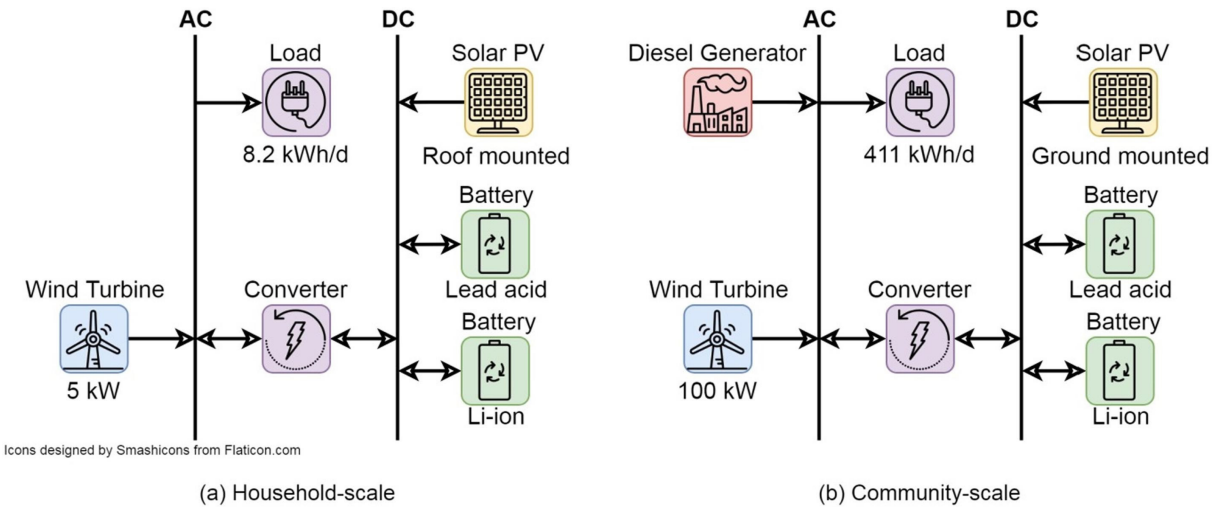 AC
DC
Load
Solar PV
8.2 kWh/d
Roof mounted
Battery
Lead acid
Wind Turbine
Converter
Battery
5 kW
Li-ion
Icons designed by Smashicons from Flaticon.com
(a) Household-scale
AC
DC
Diesel Generator
Load
Solar PV
411 kWh/d
Ground mounted
Battery
Lead acid
Wind Turbine
Converter
Battery
100 kW
Li-ion
(b) Community-scale